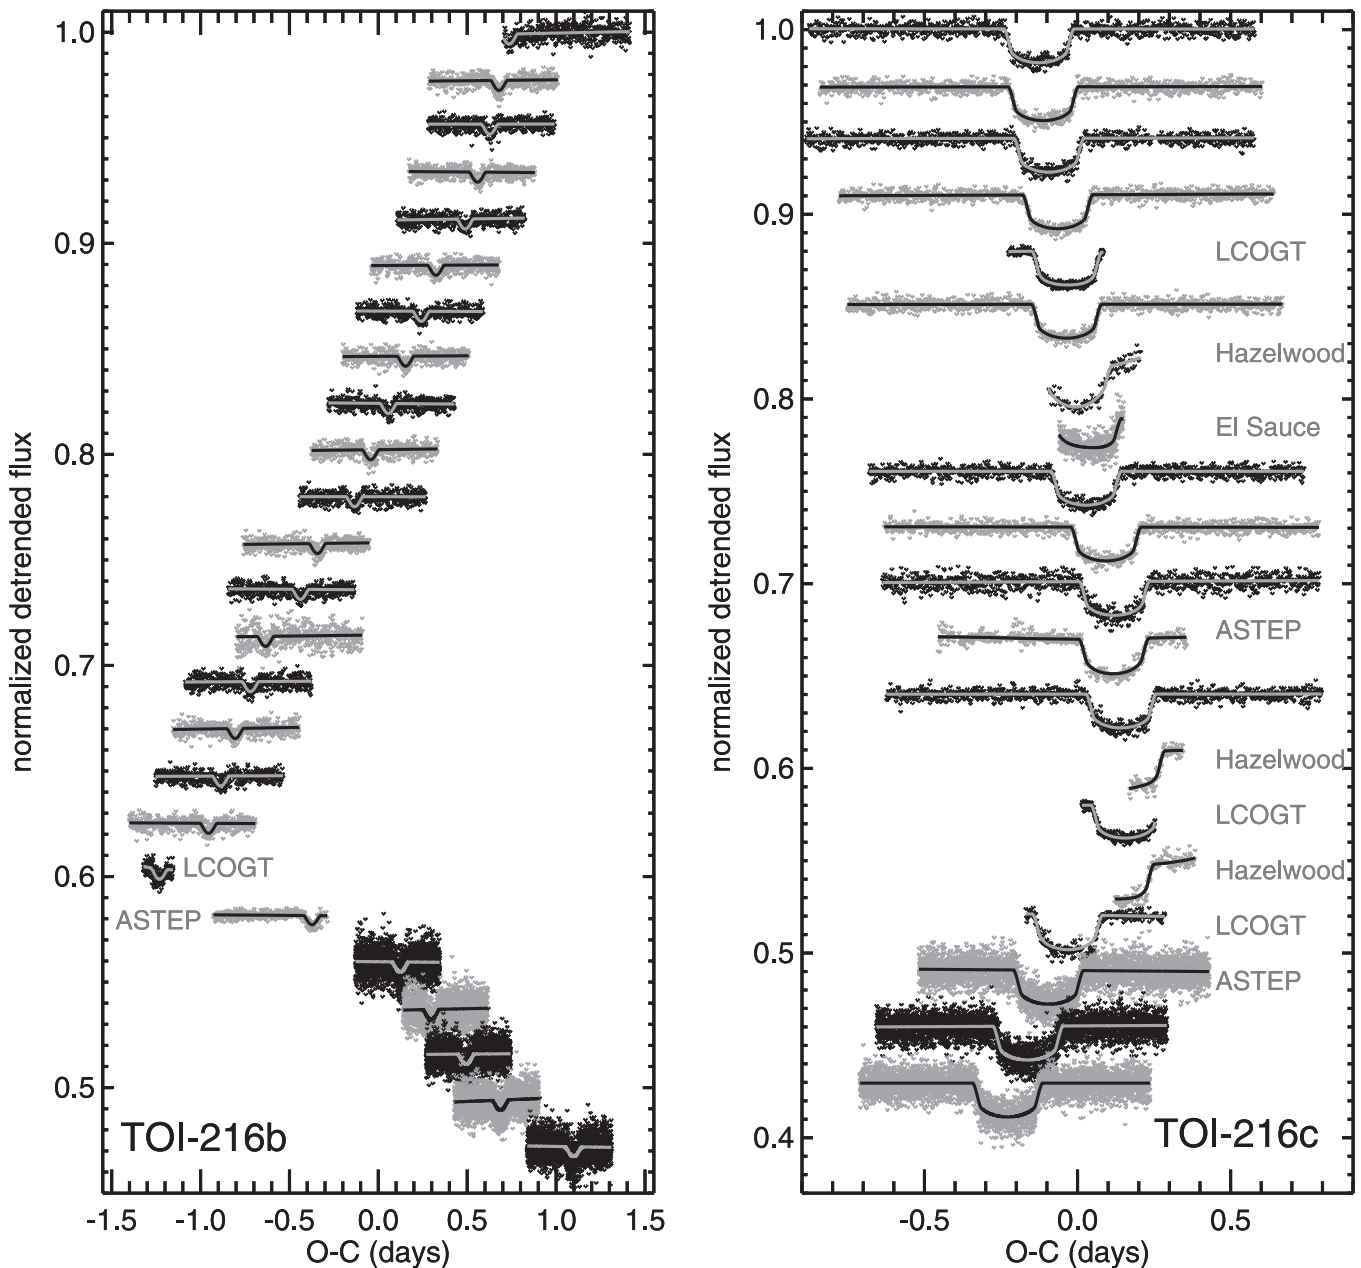 1.0
0.9
0.8
0.7
0.6
0.5
normalized detrended flux
LCOGT
ASTEP
TOI-216b
-1.5 -1.0 -0.5 0.0 0.5 1.0 1.5
O-C (days)
1.0
0.9
0.8
0.7
0.6
0.5
0.4
normalized detrended flux
LCOGT
Hazelwood
El Sauce
ASTEP
Hazelwood
LCOGT
Hazelwood
LCOGT
ASTEP
TOI-216c
-0.5 0.0 0.5
O-C (days)